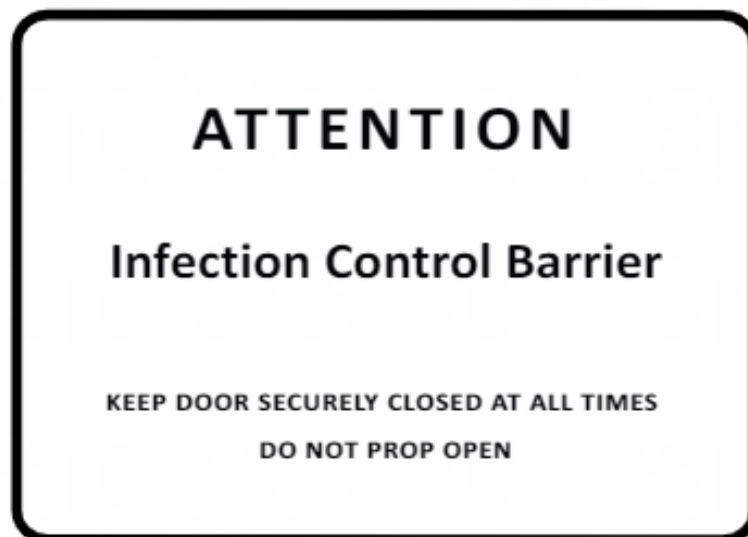 ATTENTION
Infection Control Barrier
KEEP DOOR SECURELY CLOSED AT ALL TIMES
DO NOT PROP OPEN